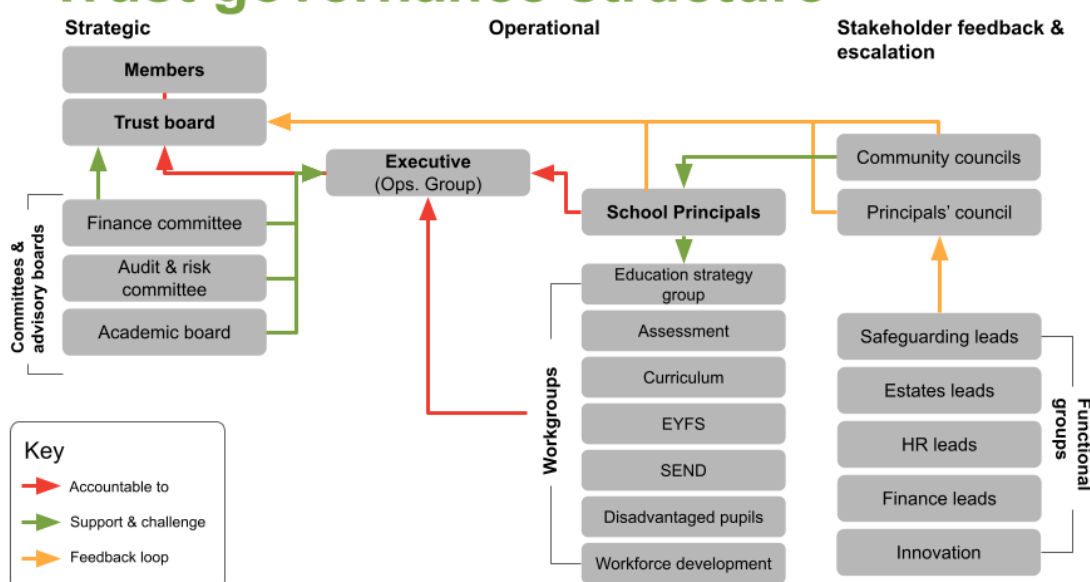 Trust governance structure
Strategic
Operational
Stakeholder feedback &
escalation
Members
Trust board
Executive
(Ops. Group)
Community councils
School Principals
Principals' council
Committees &
advisory boards
Finance committee
Audit & risk
committee
Academic board
Workgroups
Education strategy
group
Assessment
Curriculum
EYFS
SEND
Disadvantaged pupils
Workforce development
Safeguarding leads
Estates leads
HR leads
Finance leads
Innovation
Functional
groups
Key
Accountable to
Support & challenge
Feedback loop